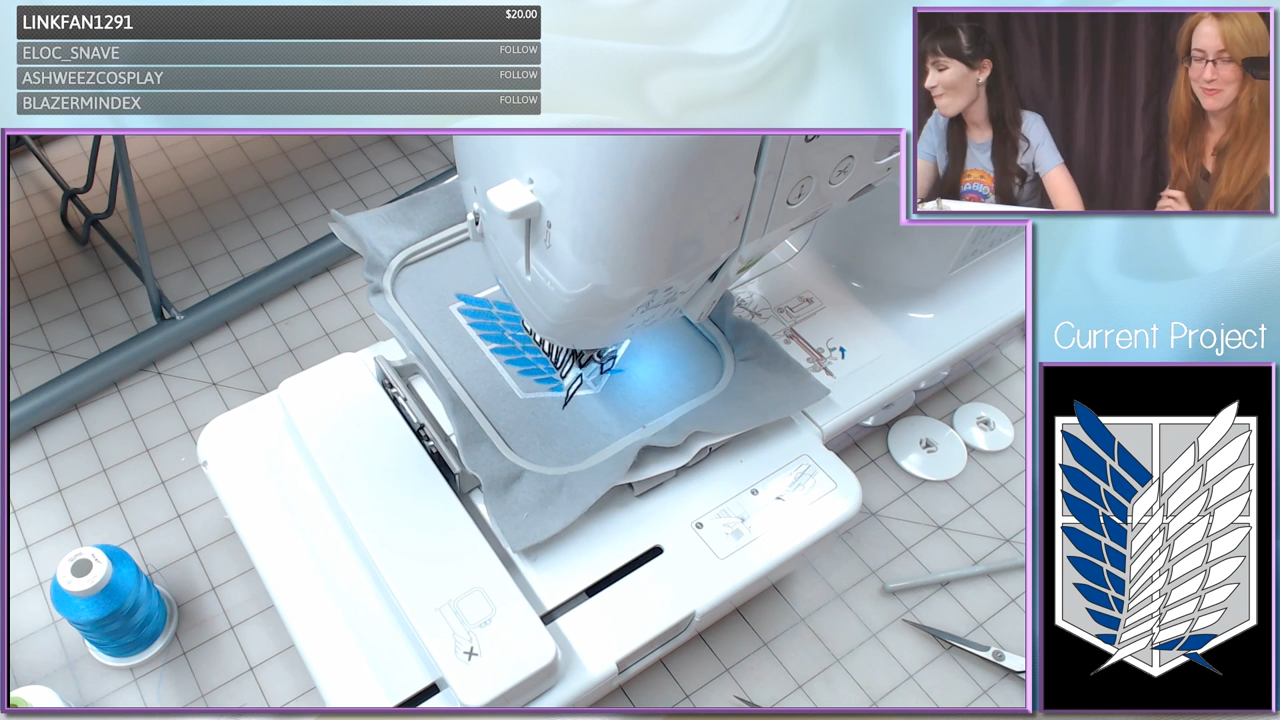 LINKFAN1291 $20.00
ELOC_SNAVE FOLLOW
ASHWEEZCOSPLAY FOLLOW
BLAZERMINDEX FOLLOW
Current Project